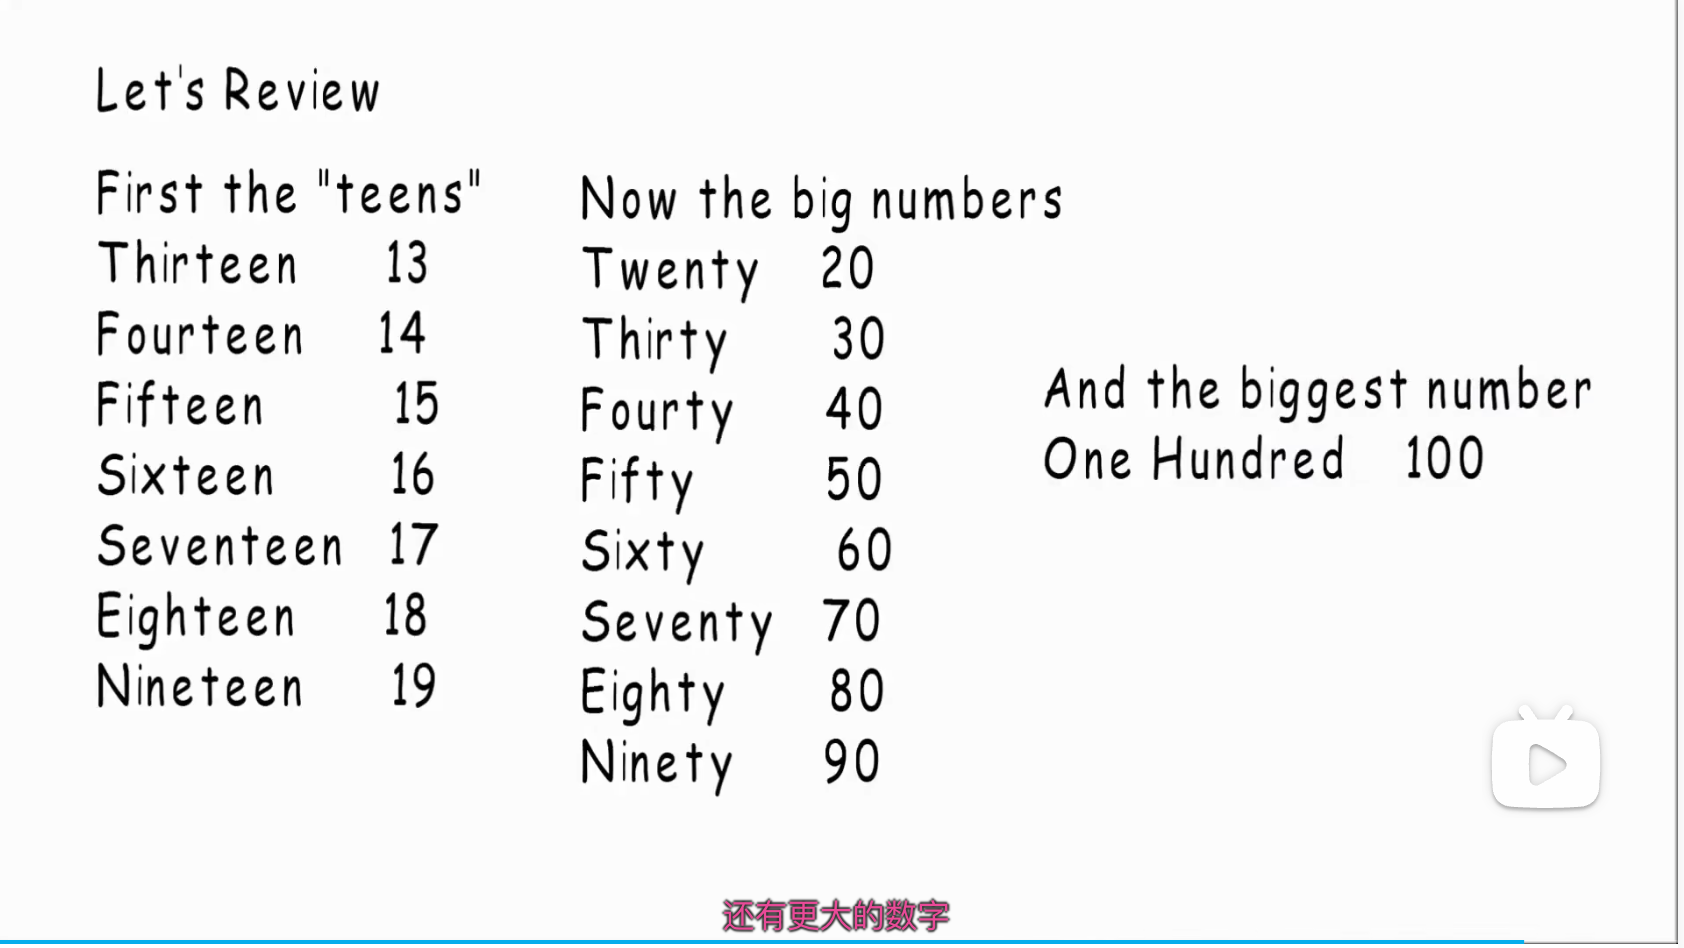 Let's Review
First the "teens"
Thirteen 13
Fourteen 14
Fifteen 15
Sixteen 16
Seventeen 17
Eighteen 18
Nineteen 19
Now the big numbers
Twenty 20
Thirty 30
Fourty 40
Fifty 50
Sixty 60
Seventy 70
Eighty 80
Ninety 90
And the biggest number
One Hundred 100
还有更大的数字